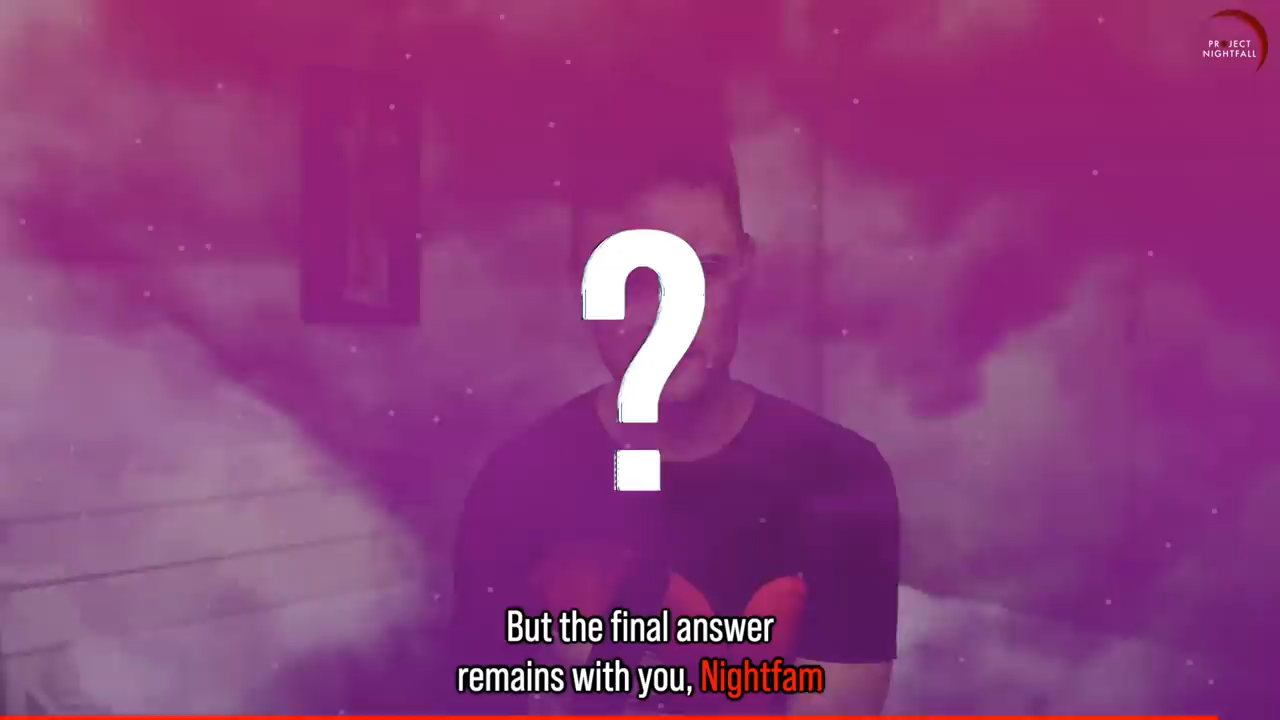 PROJECT
NIGHTFALL
?
But the final answer
remains with you, Nightfam